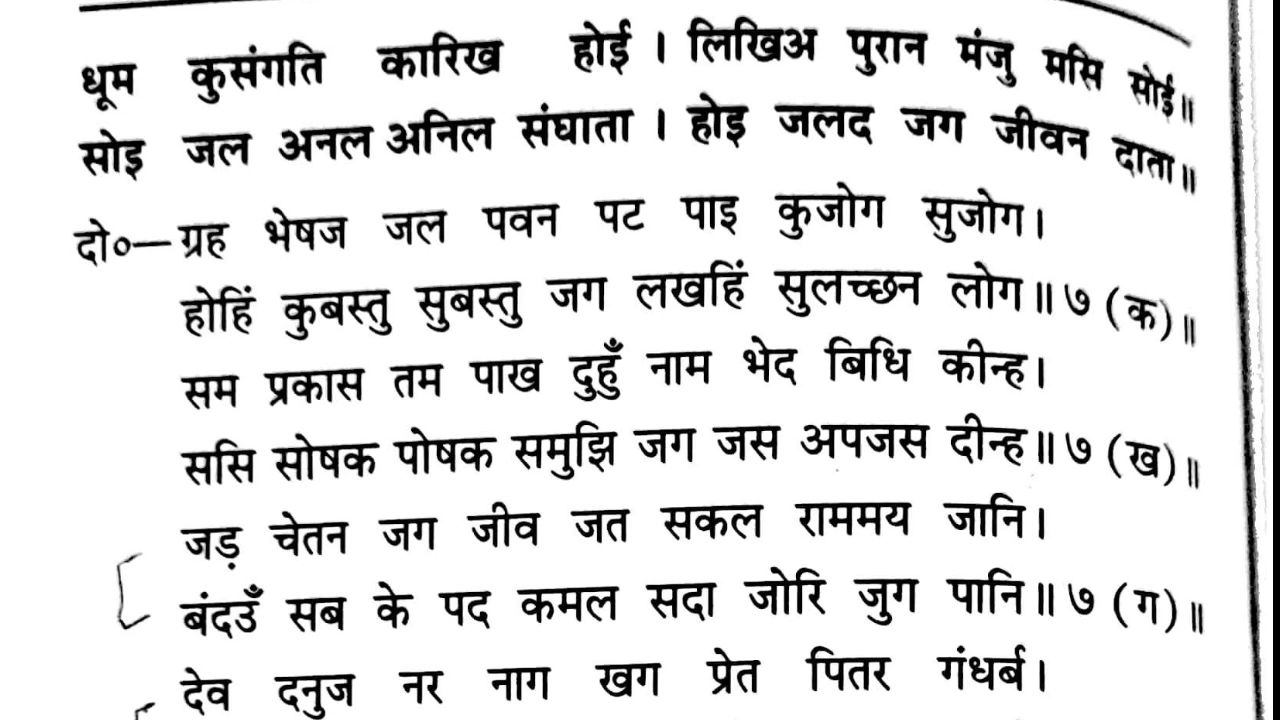 धूम कुसंगति कारिख होई । लिखिअ पुरान मंजु मसि सोई॥
सोइ जल अनल अनिल संघाता । होइ जलद जग जीवन दाता॥
दो०— ग्रह भेषज जल पवन पट पाइ कुजोग सुजोग।
होहिं कुबस्तु सुबस्तु जग लखहिं सुलच्छन लोग॥ ७ (क)॥
सम प्रकास तम पाख दुहुँ नाम भेद बिधि कीन्ह।
ससि सोषक पोषक समुझि जग जस अपजस दीन्ह॥ ७ (ख)॥
जड़ चेतन जग जीव जत सकल राममय जानि।
बंदउँ सब के पद कमल सदा जोरि जुग पानि॥ ७ (ग)॥
देव दनुज नर नाग खग प्रेत पितर गंधर्ब।